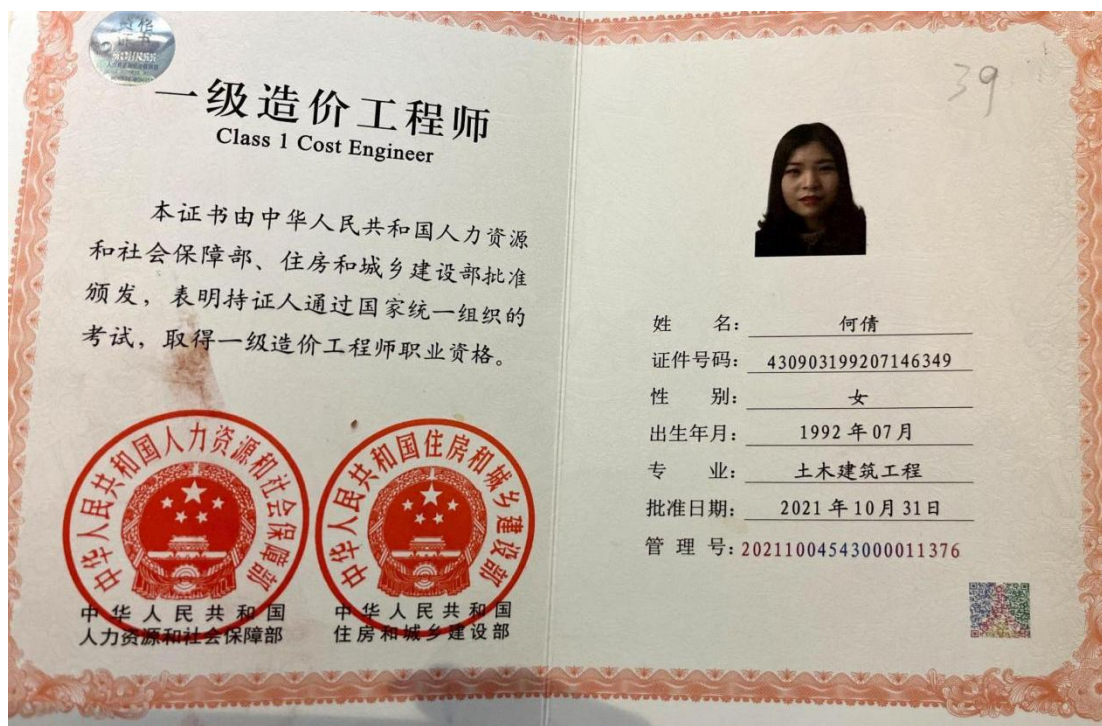 资格
证书
一级造价工程师
Class 1 Cost Engineer
本证书由中华人民共和国人力资源
和社会保障部、住房和城乡建设部批准
颁发，表明持证人通过国家统一组织的
考试，取得一级造价工程师职业资格。
中华人民共和国人力资源和社会保障部
中华人民共和国
人力资源和社会保障部
中华人民共和国住房和城乡建设部
中华人民共和国
住房和城乡建设部
39
姓 名： 何倩
证件号码： 430903199207146349
性 别： 女
出生年月： 1992 年 07 月
专 业： 土木建筑工程
批准日期： 2021 年 10 月 31 日
管 理 号：20211004543000011376